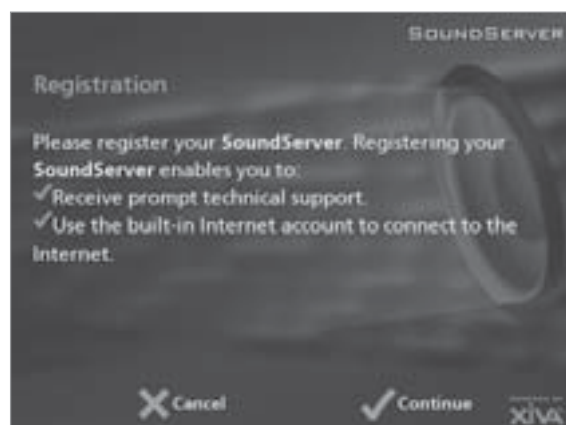 SOUNDSERVER
Registration
Please register your SoundServer. Registering your
SoundServer enables you to:
✓Receive prompt technical support.
✓Use the built-in Internet account to connect to the
Internet.
Cancel
Continue
XiVA